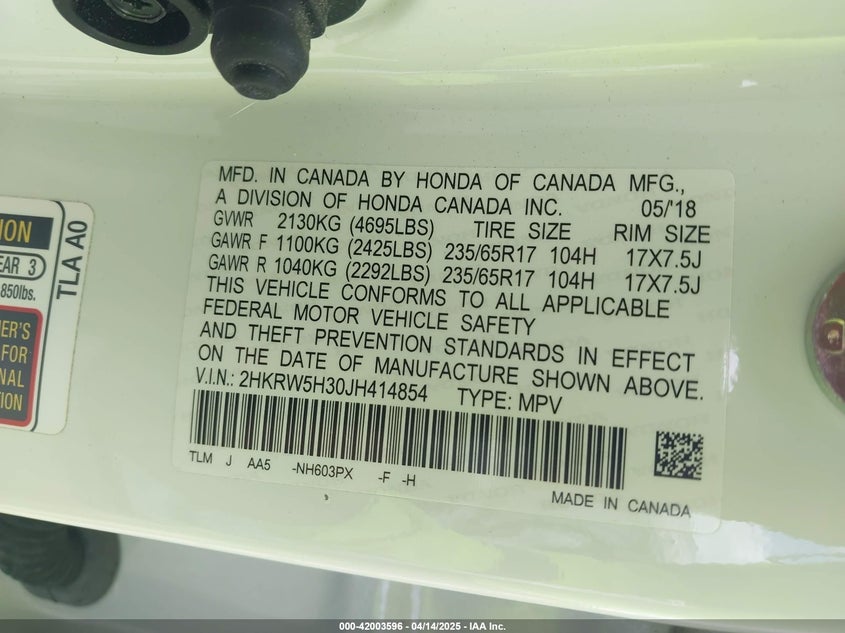 MFD. IN CANADA BY HONDA OF CANADA MFG.,
A DIVISION OF HONDA CANADA INC. 05/'18
GVWR 2130KG (4695LBS) TIRE SIZE RIM SIZE
GAWR F 1100KG (2425LBS) 235/65R17 104H 17X7.5J
GAWR R 1040KG (2292LBS) 235/65R17 104H 17X7.5J
THIS VEHICLE CONFORMS TO ALL APPLICABLE
FEDERAL MOTOR VEHICLE SAFETY
AND THEFT PREVENTION STANDARDS IN EFFECT
ON THE DATE OF MANUFACTURE SHOWN ABOVE.
V.I.N.: 2HKRW5H30JH414854 TYPE: MPV
TLM J AA5 -NH603PX -F -H
MADE IN CANADA
TLA A0
3
850lbs.
FOR
000-42003596 - 04/14/2025 - IAA Inc.